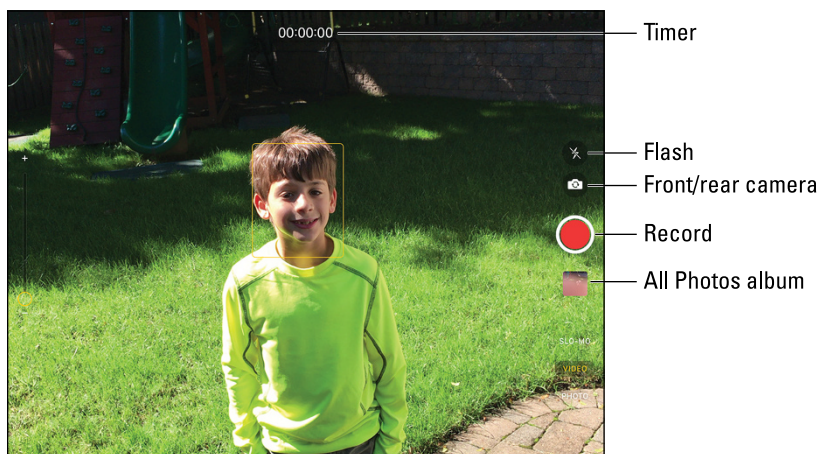 00:00:00
Timer
Flash
Front/rear camera
Record
All Photos album
SLO-MO
VIDEO
PHOTO